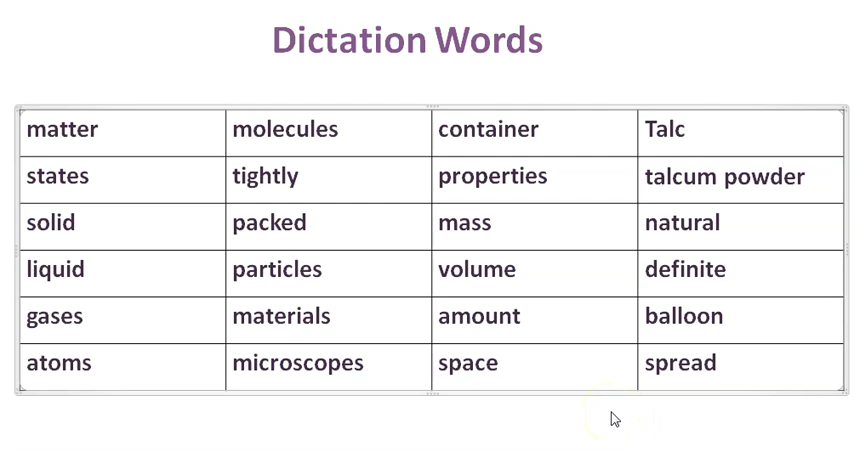 Dictation Words
matter molecules container Talc
states tightly properties talcum powder
solid packed mass natural
liquid particles volume definite
gases materials amount balloon
atoms microscopes space spread